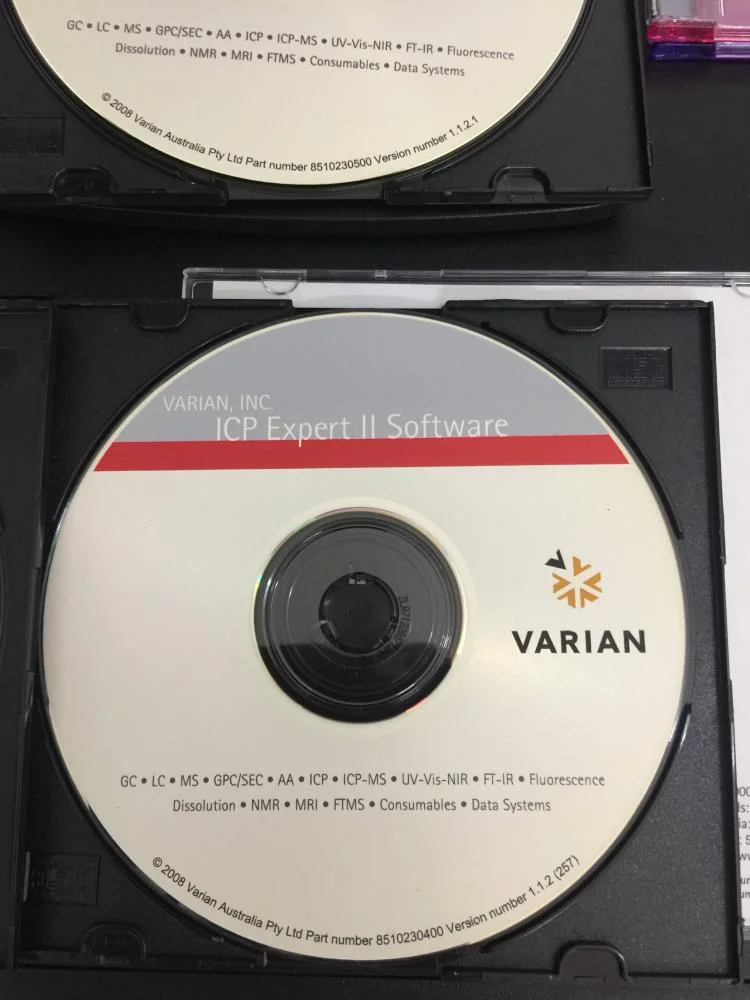 GC • LC • MS • GPC/SEC • AA • ICP • ICP-MS • UV-Vis-NIR • FT-IR • Fluorescence
Dissolution • NMR • MRI • FTMS • Consumables • Data Systems
© 2008 Varian Australia Pty Ltd Part number 8510230500 Version number 1.1.2.1
VARIAN, INC.
ICP Expert II Software
VARIAN
GC • LC • MS • GPC/SEC • AA • ICP • ICP-MS • UV-Vis-NIR • FT-IR • Fluorescence
Dissolution • NMR • MRI • FTMS • Consumables • Data Systems
© 2008 Varian Australia Pty Ltd Part number 8510230400 Version number 1.1.2 (257)